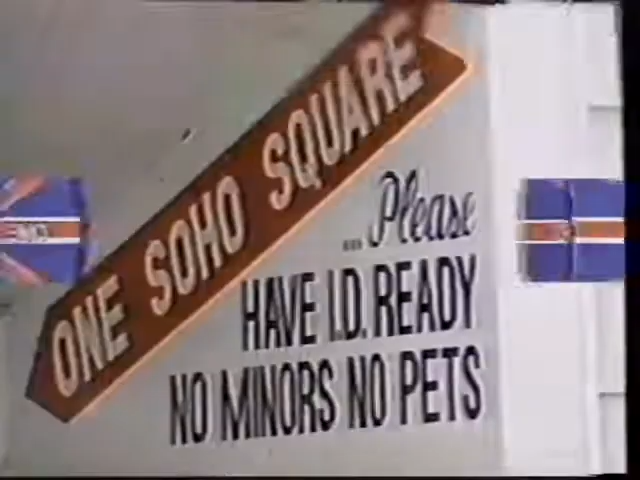 ONE SOHO SQUARE
...Please
HAVE I.D. READY
NO MINORS NO PETS